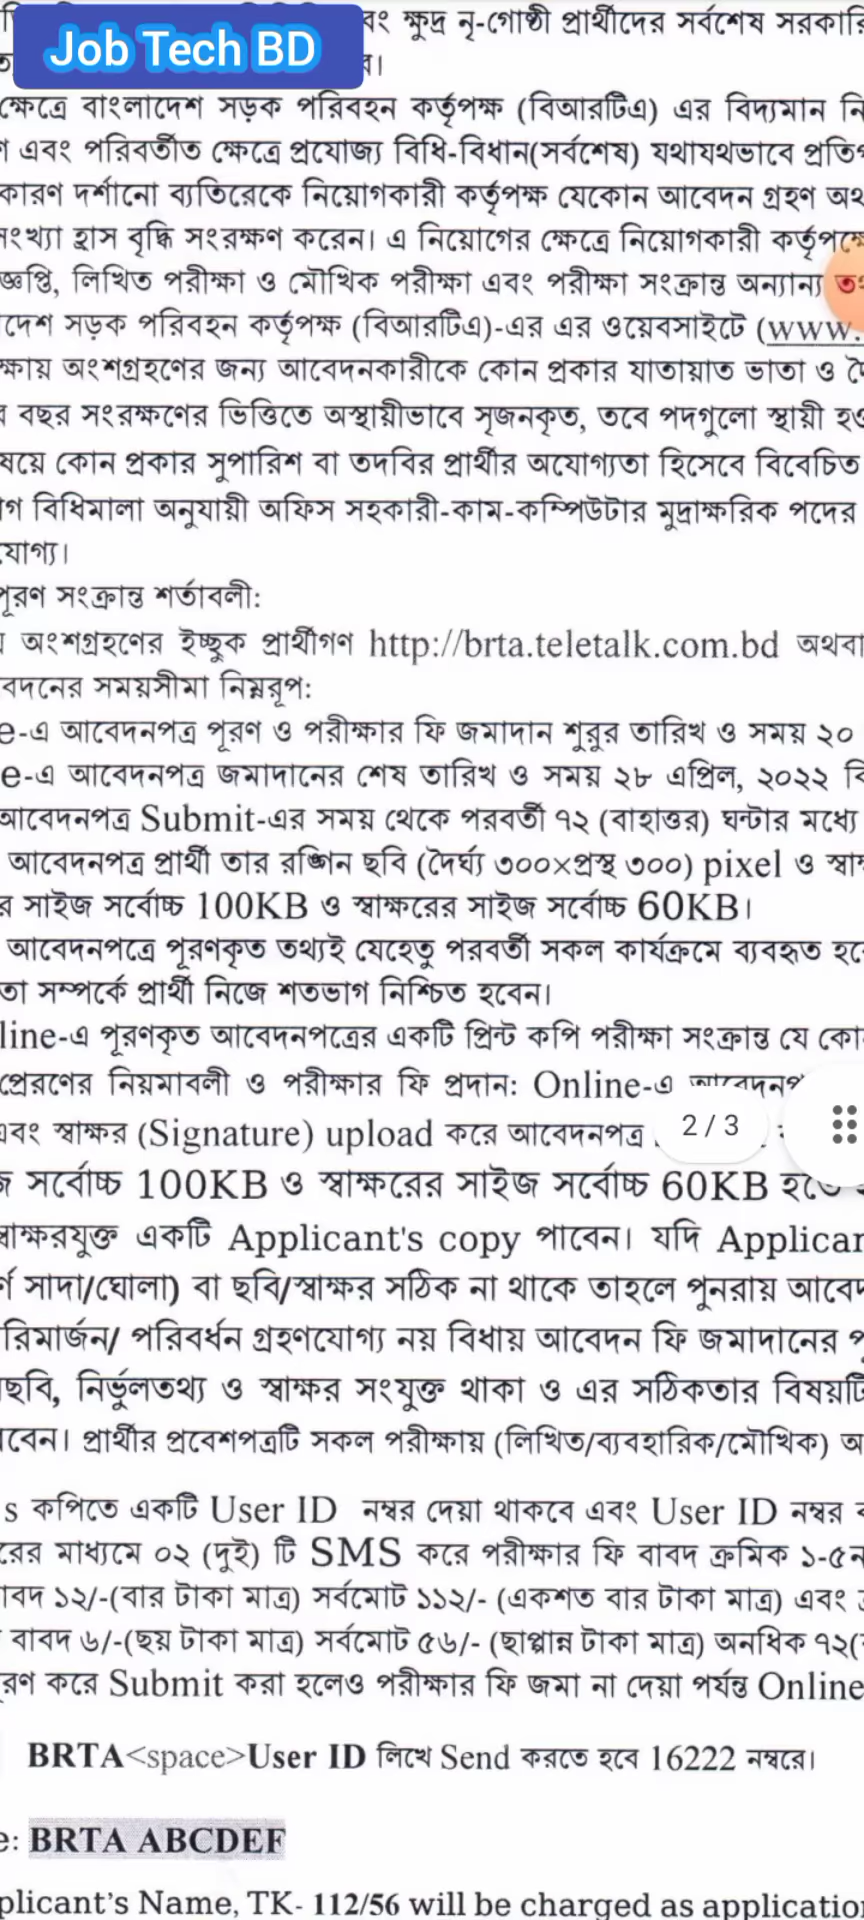 Job Tech BD
বং ক্ষুদ্র নৃ-গোষ্ঠী প্রার্থীদের সর্বশেষ সরকারি
ক্ষেত্রে বাংলাদেশ সড়ক পরিবহন কর্তৃপক্ষ (বিআরটিএ) এর বিদ্যমান নি
এবং পরিবর্তীত ক্ষেত্রে প্রযোজ্য বিধি-বিধান(সর্বশেষ) যথাযথভাবে প্রতিপ
কারণ দর্শানো ব্যতিরেকে নিয়োগকারী কর্তৃপক্ষ যেকোন আবেদন গ্রহণ অথ
সংখ্যা হ্রাস বৃদ্ধি সংরক্ষণ করেন। এ নিয়োগের ক্ষেত্রে নিয়োগকারী কর্তৃপক্ষে
জ্ঞপ্তি, লিখিত পরীক্ষা ও মৌখিক পরীক্ষা এবং পরীক্ষা সংক্রান্ত অন্যান্য ত
দেশ সড়ক পরিবহন কর্তৃপক্ষ (বিআরটিএ)-এর এর ওয়েবসাইটে (www.
ক্ষায় অংশগ্রহণের জন্য আবেদনকারীকে কোন প্রকার যাতায়াত ভাতা ও দৈ
বছর সংরক্ষণের ভিত্তিতে অস্থায়ীভাবে সৃজনকৃত, তবে পদগুলো স্থায়ী হও
ষয়ে কোন প্রকার সুপারিশ বা তদবির প্রার্থীর অযোগ্যতা হিসেবে বিবেচিত
গ বিধিমালা অনুযায়ী অফিস সহকারী-কাম-কম্পিউটার মুদ্রাক্ষরিক পদের
যোগ্য।
পূরণ সংক্রান্ত শর্তাবলী:
অংশগ্রহণের ইচ্ছুক প্রার্থীগণ http://brta.teletalk.com.bd অথবা
বদনের সময়সীমা নিম্নরূপ:
e-এ আবেদনপত্র পূরণ ও পরীক্ষার ফি জমাদান শুরুর তারিখ ও সময় ২০
e-এ আবেদনপত্র জমাদানের শেষ তারিখ ও সময় ২৮ এপ্রিল, ২০২২ বি
আবেদনপত্র Submit-এর সময় থেকে পরবর্তী ৭২ (বাহাত্তর) ঘন্টার মধ্যে
আবেদনপত্র প্রার্থী তার রঙ্গিন ছবি (দৈর্ঘ্য ৩০০×প্রস্থ ৩০০) pixel ও স্বা
র সাইজ সর্বোচ্চ 100KB ও স্বাক্ষরের সাইজ সর্বোচ্চ 60KB।
আবেদনপত্রে পূরণকৃত তথ্যই যেহেতু পরবর্তী সকল কার্যক্রমে ব্যবহৃত হবে
তা সম্পর্কে প্রার্থী নিজে শতভাগ নিশ্চিত হবেন।
line-এ পূরণকৃত আবেদনপত্রের একটি প্রিন্ট কপি পরীক্ষা সংক্রান্ত যে কো
প্রেরণের নিয়মাবলী ও পরীক্ষার ফি প্রদান: Online-এ আবেদনপ
এবং স্বাক্ষর (Signature) upload করে আবেদনপত্র
2 / 3
জ সর্বোচ্চ 100KB ও স্বাক্ষরের সাইজ সর্বোচ্চ 60KB হতে
স্বাক্ষরযুক্ত একটি Applicant's copy পাবেন। যদি Applicar
র্ণ সাদা/ঘোলা) বা ছবি/স্বাক্ষর সঠিক না থাকে তাহলে পুনরায় আবেদ
রিমার্জন/ পরিবর্ধন গ্রহণযোগ্য নয় বিধায় আবেদন ফি জমাদানের প
ছবি, নির্ভুলতথ্য ও স্বাক্ষর সংযুক্ত থাকা ও এর সঠিকতার বিষয়টি
বেন। প্রার্থীর প্রবেশপত্রটি সকল পরীক্ষায় (লিখিত/ব্যবহারিক/মৌখিক) অ
s কপিতে একটি User ID নম্বর দেয়া থাকবে এবং User ID নম্বর ব
রের মাধ্যমে ০২ (দুই) টি SMS করে পরীক্ষার ফি বাবদ ক্রমিক ১-৫ন
াবদ ১২/-(বার টাকা মাত্র) সর্বমোট ১১২/- (একশত বার টাকা মাত্র) এবং
বাবদ ৬/-(ছয় টাকা মাত্র) সর্বমোট ৫৬/- (ছাপ্পান্ন টাকা মাত্র) অনধিক ৭২(
রণ করে Submit করা হলেও পরীক্ষার ফি জমা না দেয়া পর্যন্ত Online
BRTA<space>User ID লিখে Send করতে হবে 16222 নম্বরে।
e: BRTA ABCDEF
plicant's Name, TK- 112/56 will be charged as application